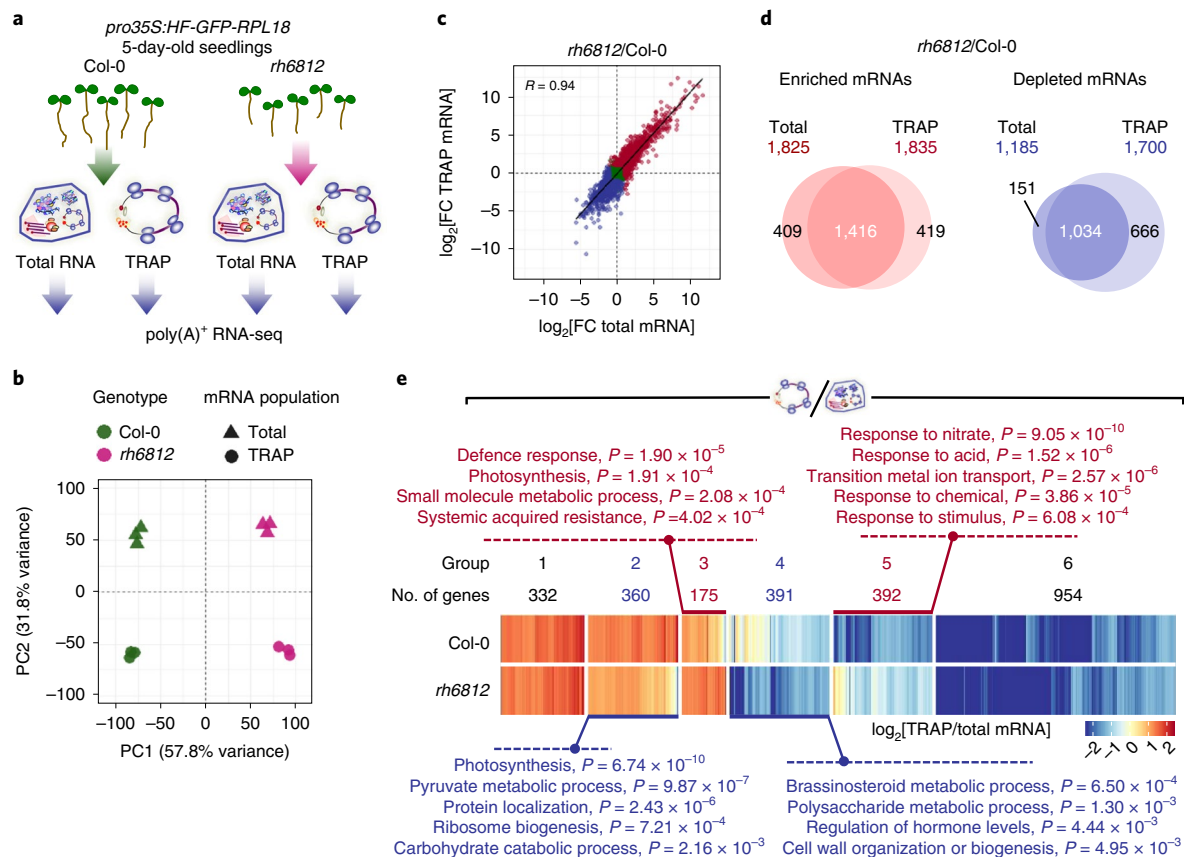 a
pro35S:HF-GFP-RPL18
5-day-old seedlings
Col-0 rh6812
Total RNA TRAP Total RNA TRAP
poly(A)+ RNA-seq
b
Genotype mRNA population
Col-0 Total
rh6812 TRAP
100
50
0
−50
−100
PC2 (31.8% variance)
−100 −50 0 50 100
PC1 (57.8% variance)
c
rh6812/Col-0
R = 0.94
10
5
0
−5
−10
log2[FC TRAP mRNA]
−10 −5 0 5 10
log2[FC total mRNA]
d
rh6812/Col-0
Enriched mRNAs Depleted mRNAs
Total TRAP Total TRAP
1,825 1,835 1,185 1,700
151
409 1,416 419 1,034 666
e
Defence response, P = 1.90 × 10−5
Photosynthesis, P = 1.91 × 10−4
Small molecule metabolic process, P = 2.08 × 10−4
Systemic acquired resistance, P =4.02 × 10−4
Response to nitrate, P = 9.05 × 10−10
Response to acid, P = 1.52 × 10−6
Transition metal ion transport, P = 2.57 × 10−6
Response to chemical, P = 3.86 × 10−5
Response to stimulus, P = 6.08 × 10−4
Group 1 2 3 4 5 6
No. of genes 332 360 175 391 392 954
Col-0
rh6812
log2[TRAP/total mRNA]
−2 −1 0 1 2
Photosynthesis, P = 6.74 × 10−10
Pyruvate metabolic process, P = 9.87 × 10−7
Protein localization, P = 2.43 × 10−6
Ribosome biogenesis, P = 7.21 × 10−4
Carbohydrate catabolic process, P = 2.16 × 10−3
Brassinosteroid metabolic process, P = 6.50 × 10−4
Polysaccharide metabolic process, P = 1.30 × 10−3
Regulation of hormone levels, P = 4.44 × 10−3
Cell wall organization or biogenesis, P = 4.95 × 10−3